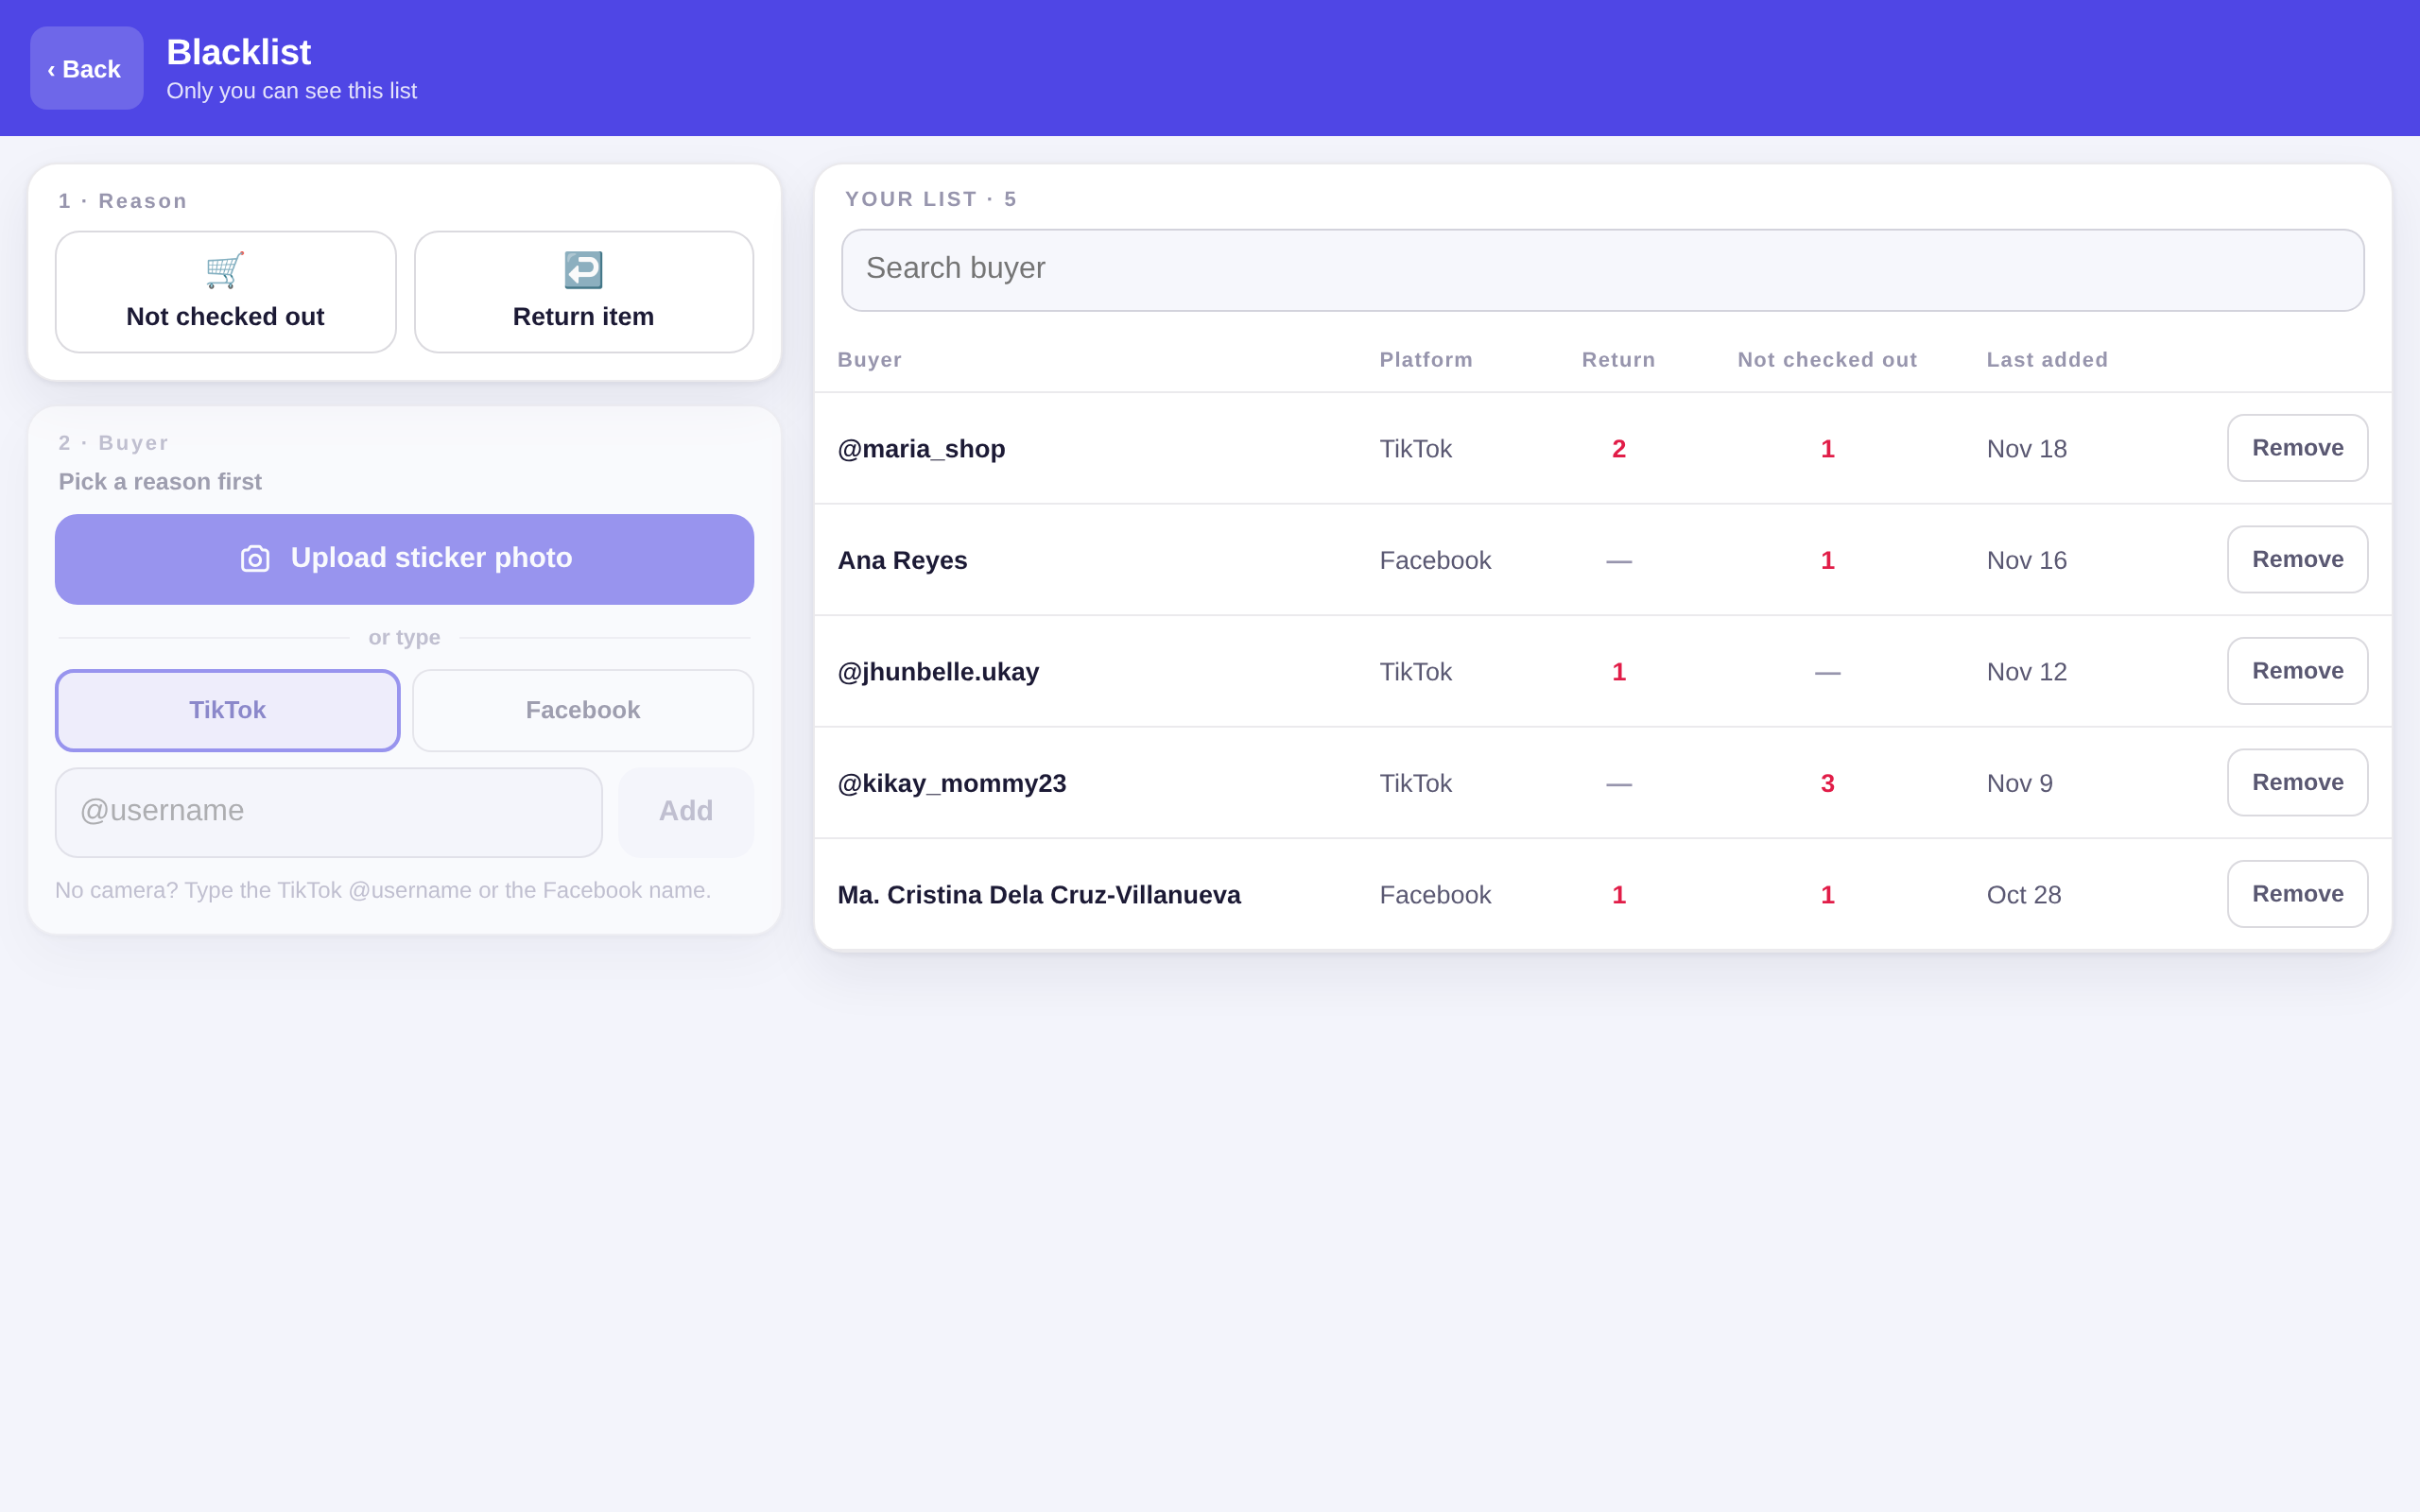 ‹ Back
Blacklist
Only you can see this list
1 · Reason
Not checked out
Return item
2 · Buyer
Pick a reason first
Upload sticker photo
or type
TikTok
Facebook
@username
Add
No camera? Type the TikTok @username or the Facebook name.
YOUR LIST · 5
Search buyer
Buyer Platform Return Not checked out Last added
@maria_shop TikTok 2 1 Nov 18 Remove
Ana Reyes Facebook — 1 Nov 16 Remove
@jhunbelle.ukay TikTok 1 — Nov 12 Remove
@kikay_mommy23 TikTok — 3 Nov 9 Remove
Ma. Cristina Dela Cruz-Villanueva Facebook 1 1 Oct 28 Remove